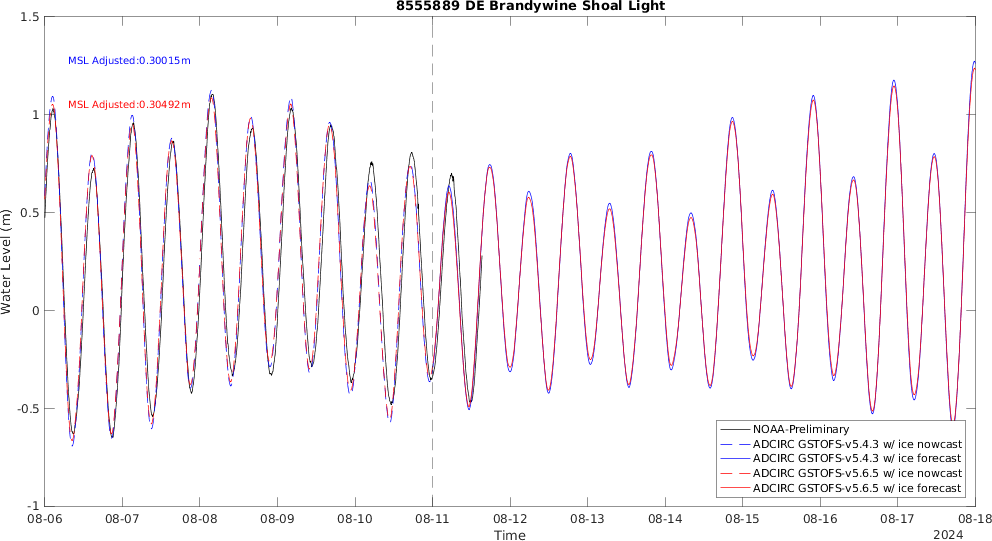 8555889 DE Brandywine Shoal Light
MSL Adjusted:0.30015m
MSL Adjusted:0.30492m
Water Level (m)
1.5
1
0.5
0
-0.5
-1
NOAA-Preliminary
ADCIRC GSTOFS-v5.4.3 w/ ice nowcast
ADCIRC GSTOFS-v5.4.3 w/ ice forecast
ADCIRC GSTOFS-v5.6.5 w/ ice nowcast
ADCIRC GSTOFS-v5.6.5 w/ ice forecast
08-06 08-07 08-08 08-09 08-10 08-11 08-12 08-13 08-14 08-15 08-16 08-17 08-18
Time
2024